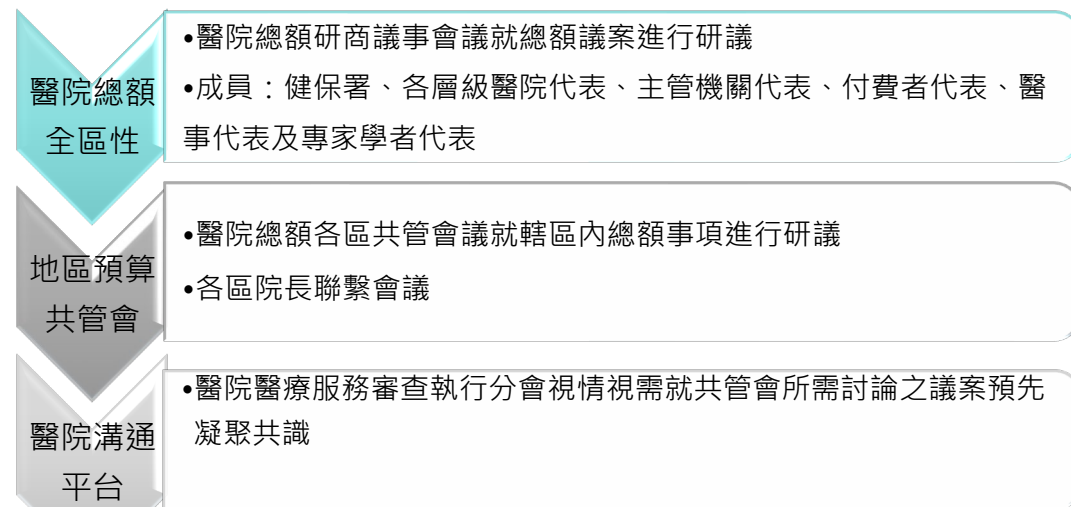 醫院總額
全區性
•醫院總額研商議事會議就總額議案進行研議
•成員：健保署、各層級醫院代表、主管機關代表、付費者代表、醫
事代表及專家學者代表
地區預算
共管會
•醫院總額各區共管會議就轄區內總額事項進行研議
•各區院長聯繫會議
醫院溝通
平台
•醫院醫療服務審查執行分會視情視需就共管會所需討論之議案預先
凝聚共識